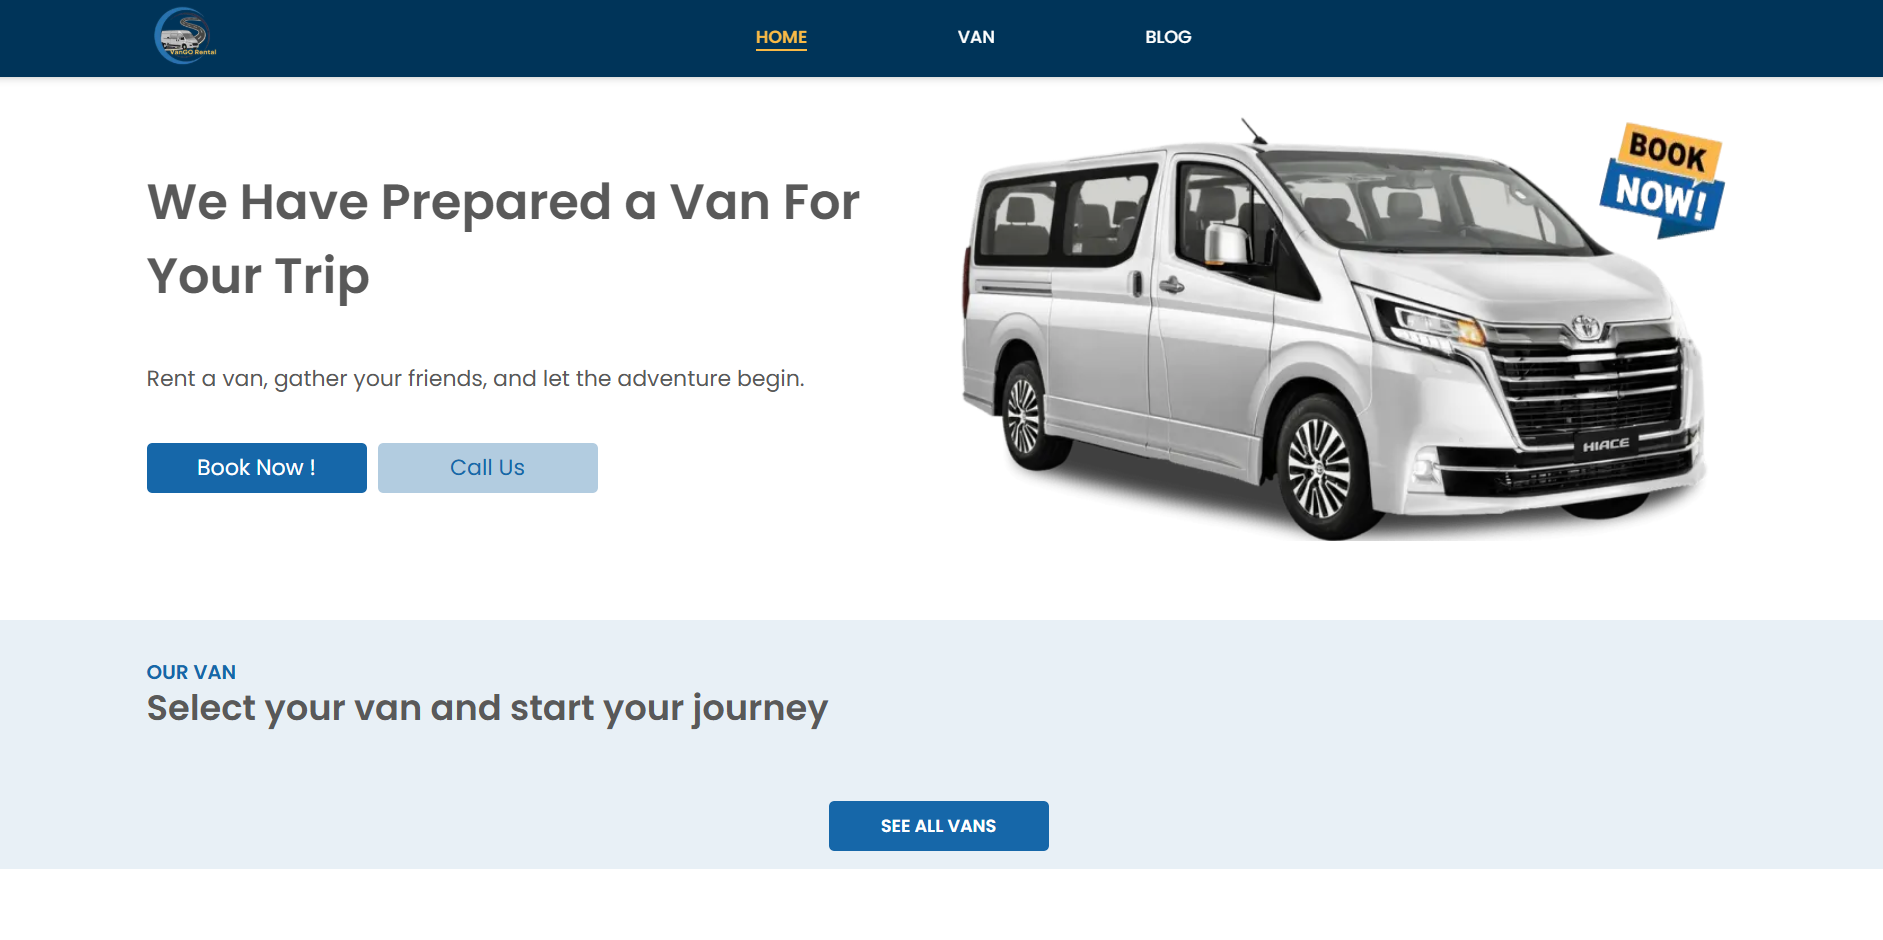 VanGO Rental
HOME
VAN
BLOG
We Have Prepared a Van For
Your Trip
Rent a van, gather your friends, and let the adventure begin.
Book Now !
Call Us
BOOK
NOW!
HIACE
OUR VAN
Select your van and start your journey
SEE ALL VANS